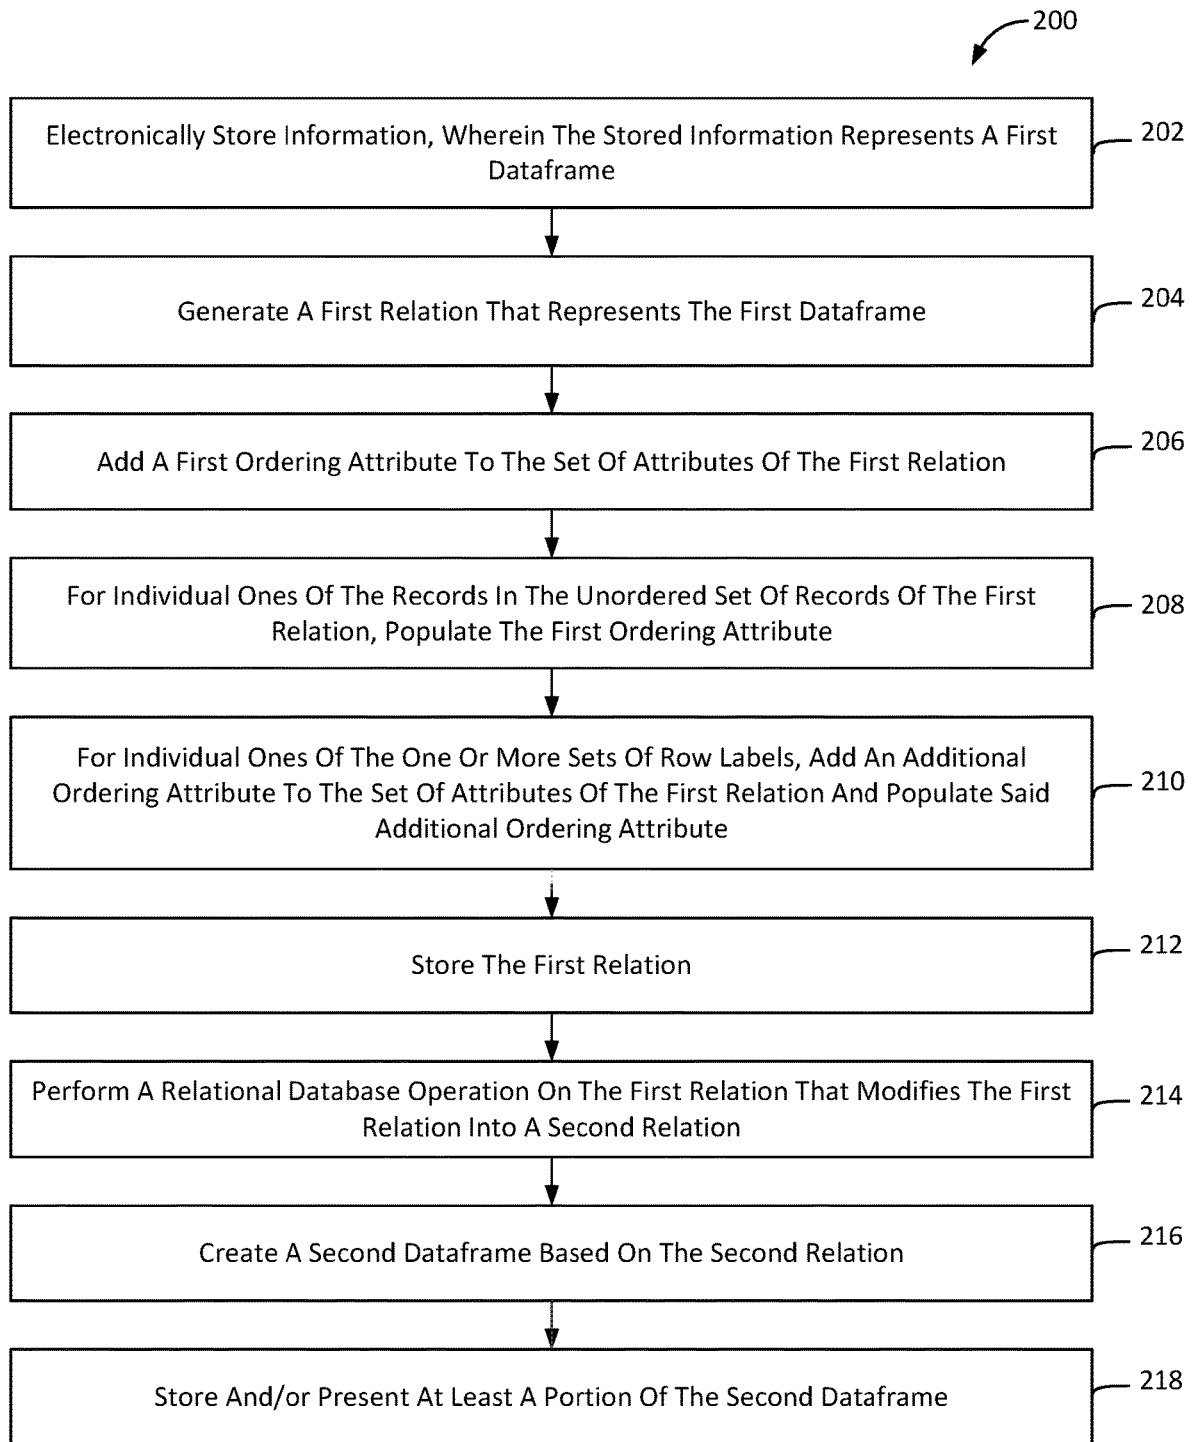 200
Electronically Store Information, Wherein The Stored Information Represents A First
Dataframe
202
Generate A First Relation That Represents The First Dataframe
204
Add A First Ordering Attribute To The Set Of Attributes Of The First Relation
206
For Individual Ones Of The Records In The Unordered Set Of Records Of The First
Relation, Populate The First Ordering Attribute
208
For Individual Ones Of The One Or More Sets Of Row Labels, Add An Additional
Ordering Attribute To The Set Of Attributes Of The First Relation And Populate Said
Additional Ordering Attribute
210
Store The First Relation
212
Perform A Relational Database Operation On The First Relation That Modifies The First
Relation Into A Second Relation
214
Create A Second Dataframe Based On The Second Relation
216
Store And/or Present At Least A Portion Of The Second Dataframe
218